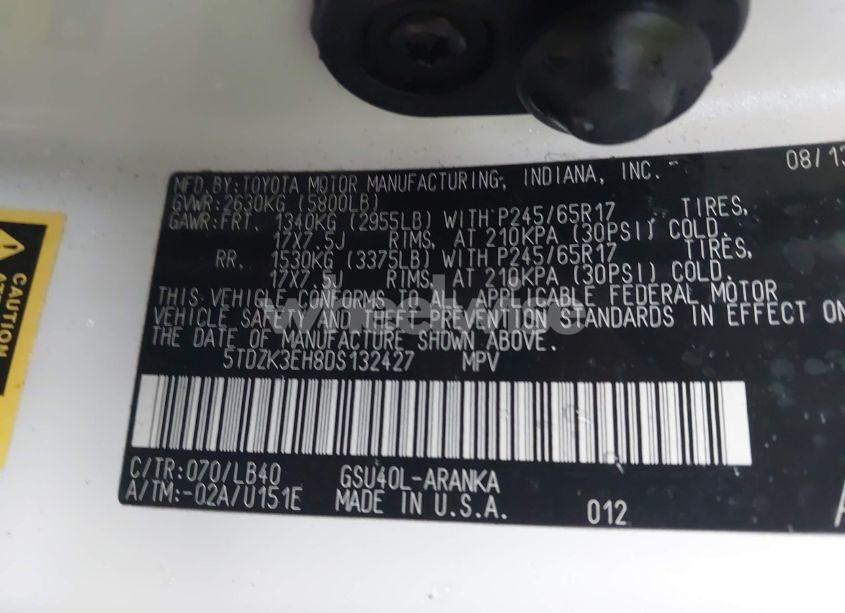 MFD. BY: TOYOTA MOTOR MANUFACTURING, INDIANA, INC. 08/13
GVWR: 2630KG (5800LB)
GAWR: FRT. 1340KG (2955LB) WITH P245/65R17 TIRES,
17X7.5J RIMS, AT 210KPA (30PSI) COLD.
RR. 1530KG (3375LB) WITH P245/65R17 TIRES,
17X7.5J RIMS, AT 210KPA (30PSI) COLD.
THIS VEHICLE CONFORMS TO ALL APPLICABLE FEDERAL MOTOR
VEHICLE SAFETY AND THEFT PREVENTION STANDARDS IN EFFECT ON
THE DATE OF MANUFACTURE SHOWN ABOVE.
5TDZK3EH8DS132427 MPV
C/TR: 070/LB40 GSU40L-ARANKA
A/TM: -02A/U151E MADE IN U.S.A. 012
CAUTION